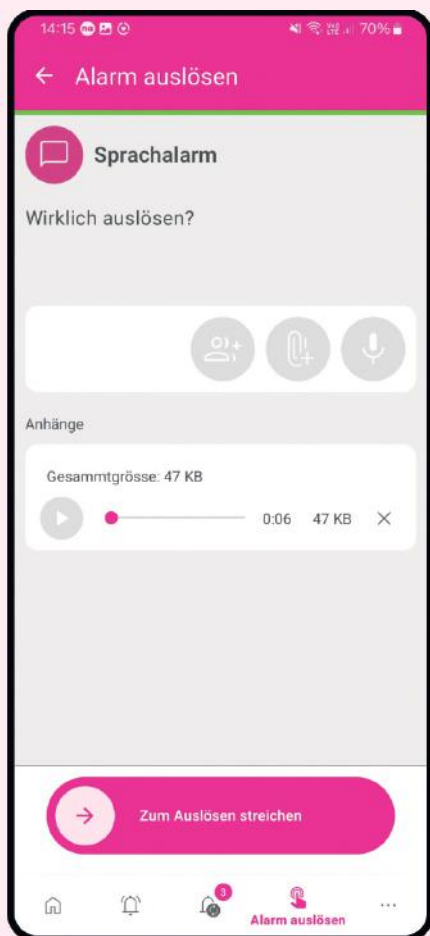 14:15 70%
Alarm auslösen
Sprachalarm
Wirklich auslösen?
Anhänge
Gesammtgrösse: 47 KB
0:06 47 KB
Zum Auslösen streichen
3
Alarm auslösen